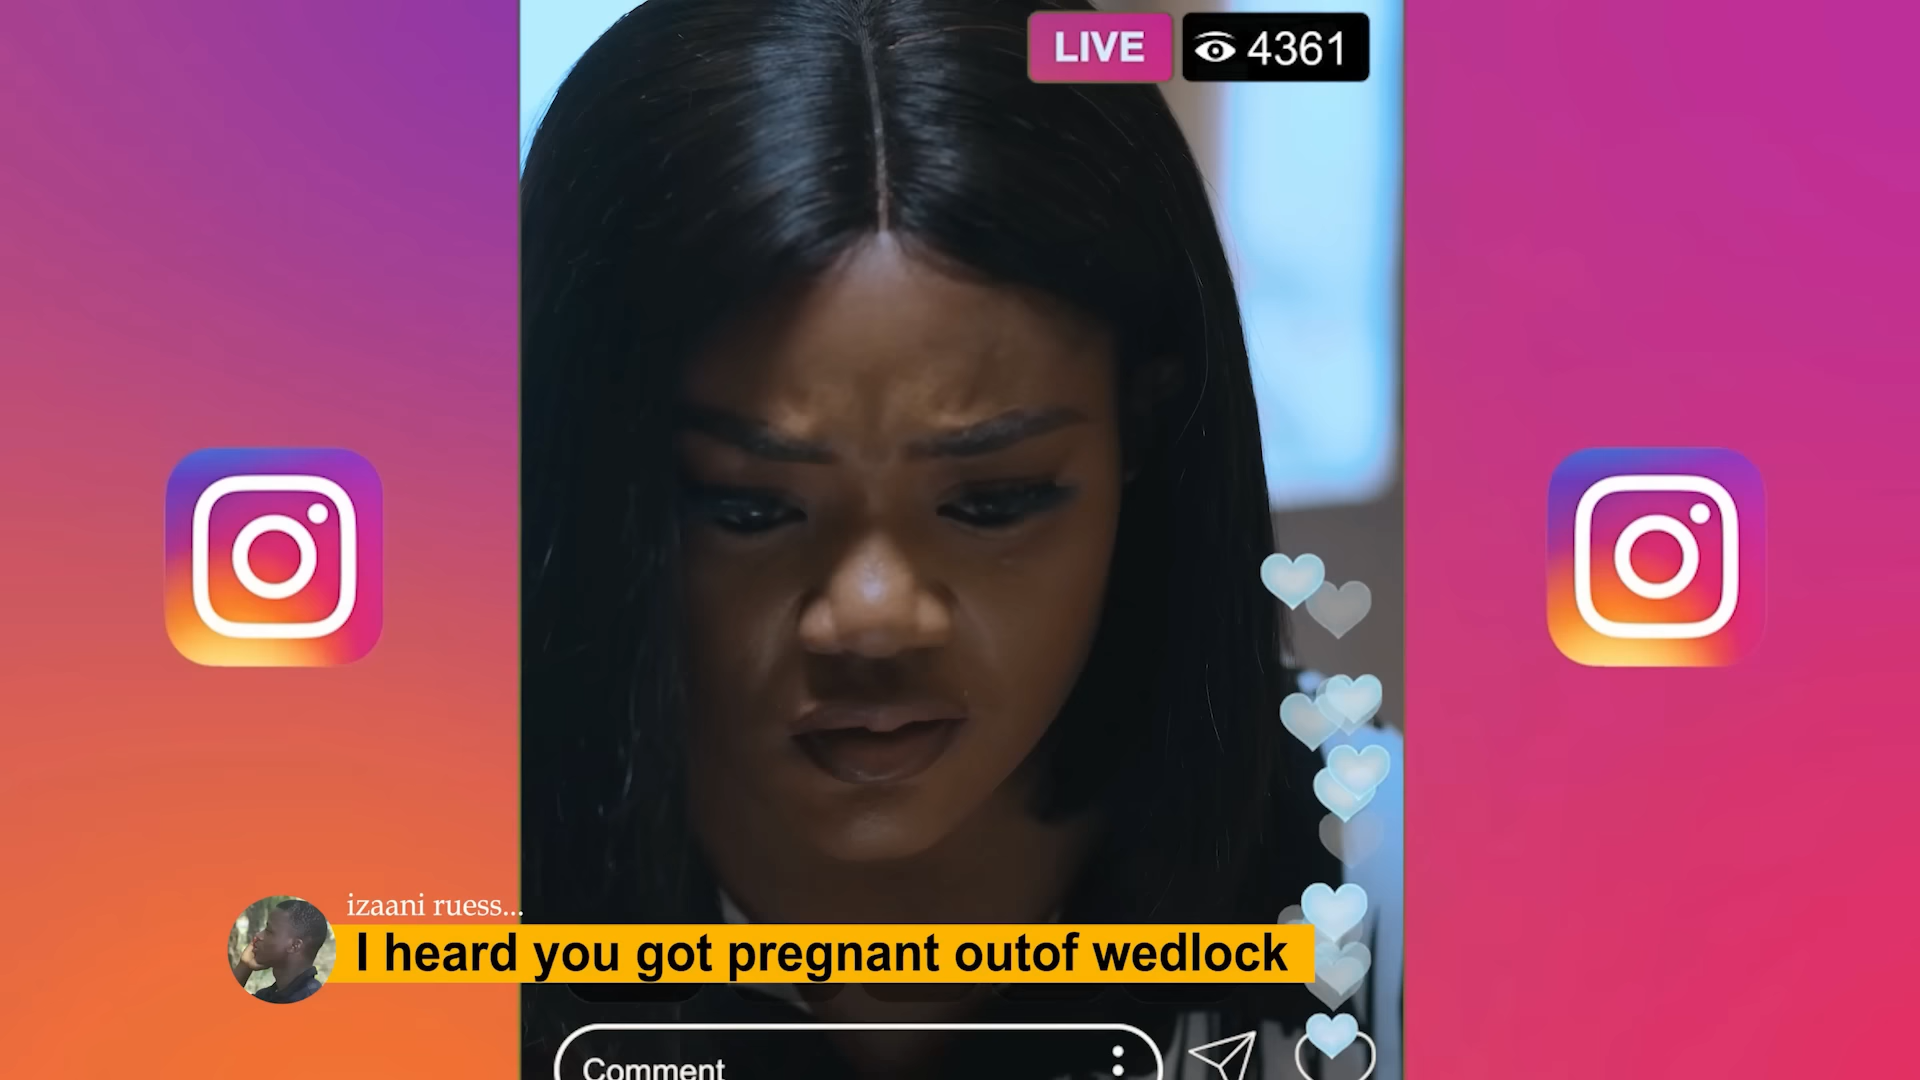 LIVE
4361
izaani ruess...
I heard you got pregnant outof wedlock
Comment